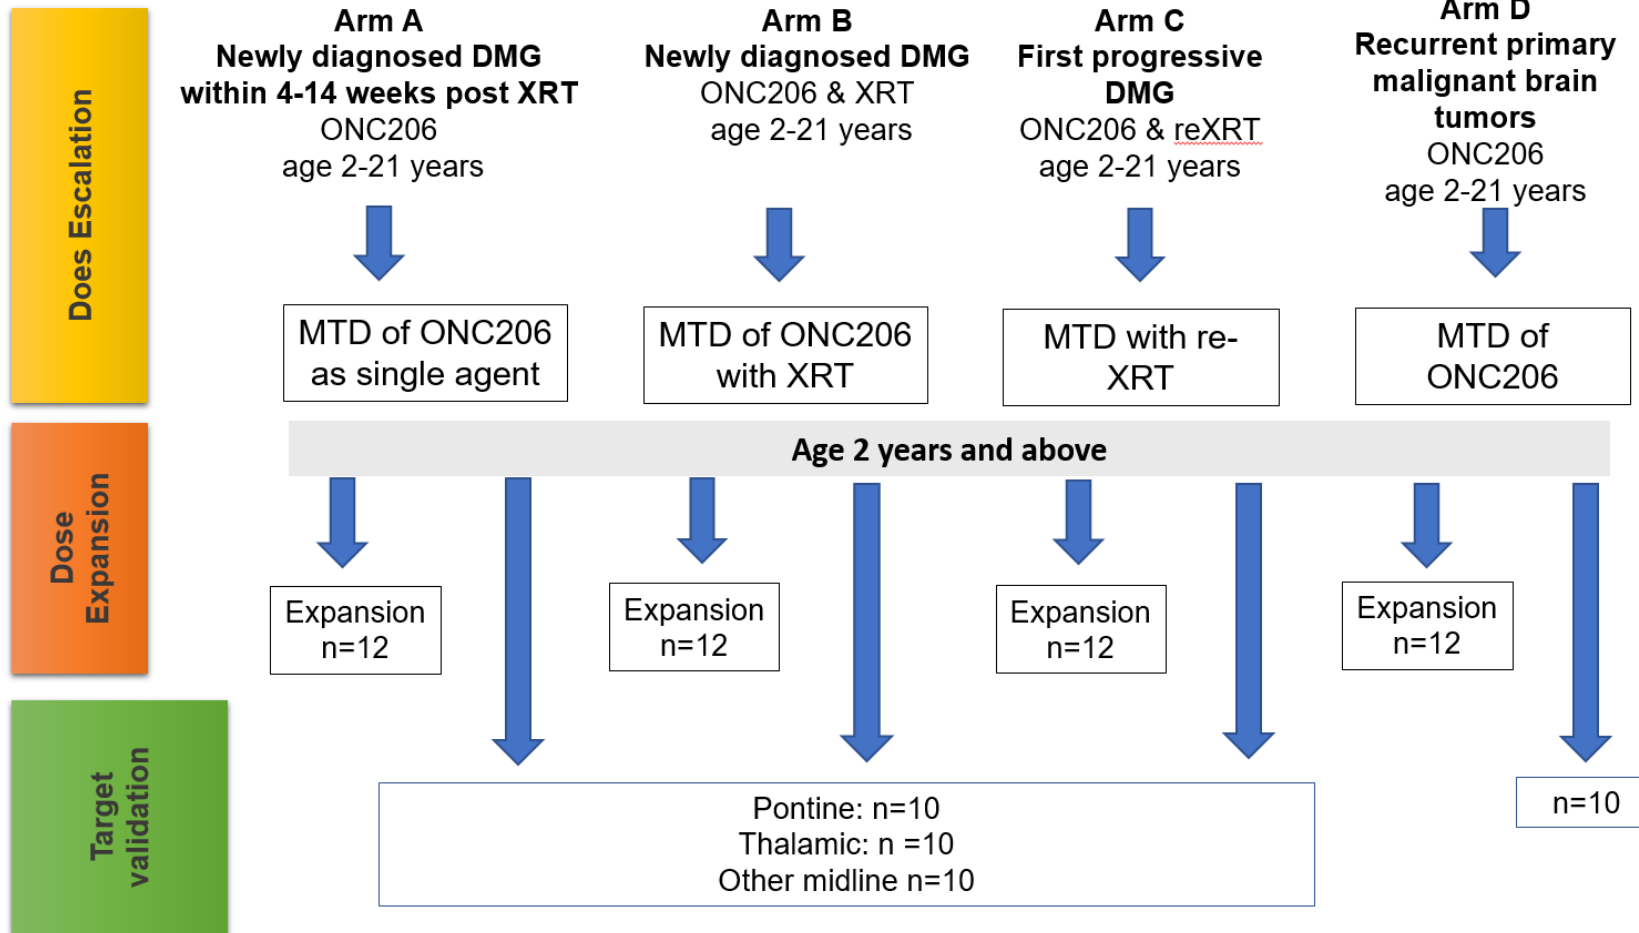 Does Escalation
Arm A
Newly diagnosed DMG
within 4-14 weeks post XRT
ONC206
age 2-21 years
Arm B
Newly diagnosed DMG
ONC206 & XRT
age 2-21 years
Arm C
First progressive
DMG
ONC206 & reXRT
age 2-21 years
Arm D
Recurrent primary
malignant brain
tumors
ONC206
age 2-21 years
MTD of ONC206
as single agent
MTD of ONC206
with XRT
MTD with re-
XRT
MTD of
ONC206
Age 2 years and above
Dose
Expansion
Expansion
n=12
Expansion
n=12
Expansion
n=12
Expansion
n=12
Target
validation
Pontine: n=10
Thalamic: n =10
Other midline n=10
n=10